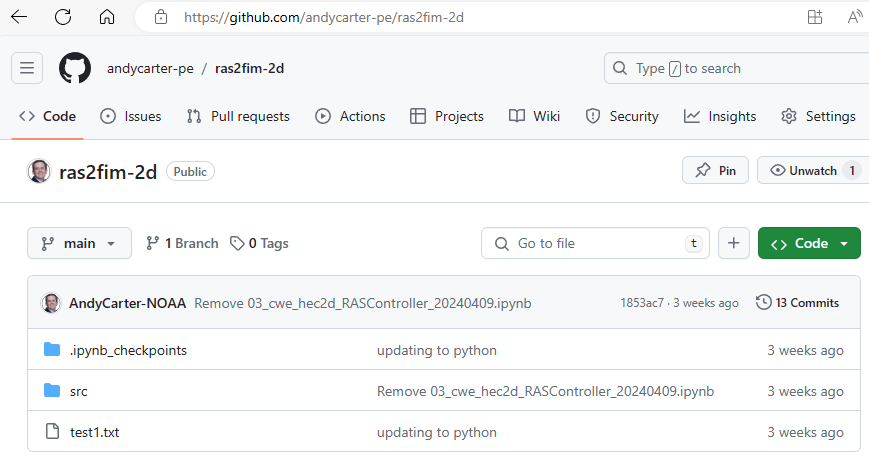 https://github.com/andycarter-pe/ras2fim-2d
andycarter-pe / ras2fim-2d
Type / to search
Code Issues Pull requests Actions Projects Wiki Security Insights Settings
ras2fim-2d Public Pin Unwatch 1
main 1 Branch 0 Tags Go to file t Code
AndyCarter-NOAA Remove 03_cwe_hec2d_RASController_20240409.ipynb 1853ac7 · 3 weeks ago 13 Commits
.ipynb_checkpoints updating to python 3 weeks ago
src Remove 03_cwe_hec2d_RASController_20240409.ipynb 3 weeks ago
test1.txt updating to python 3 weeks ago